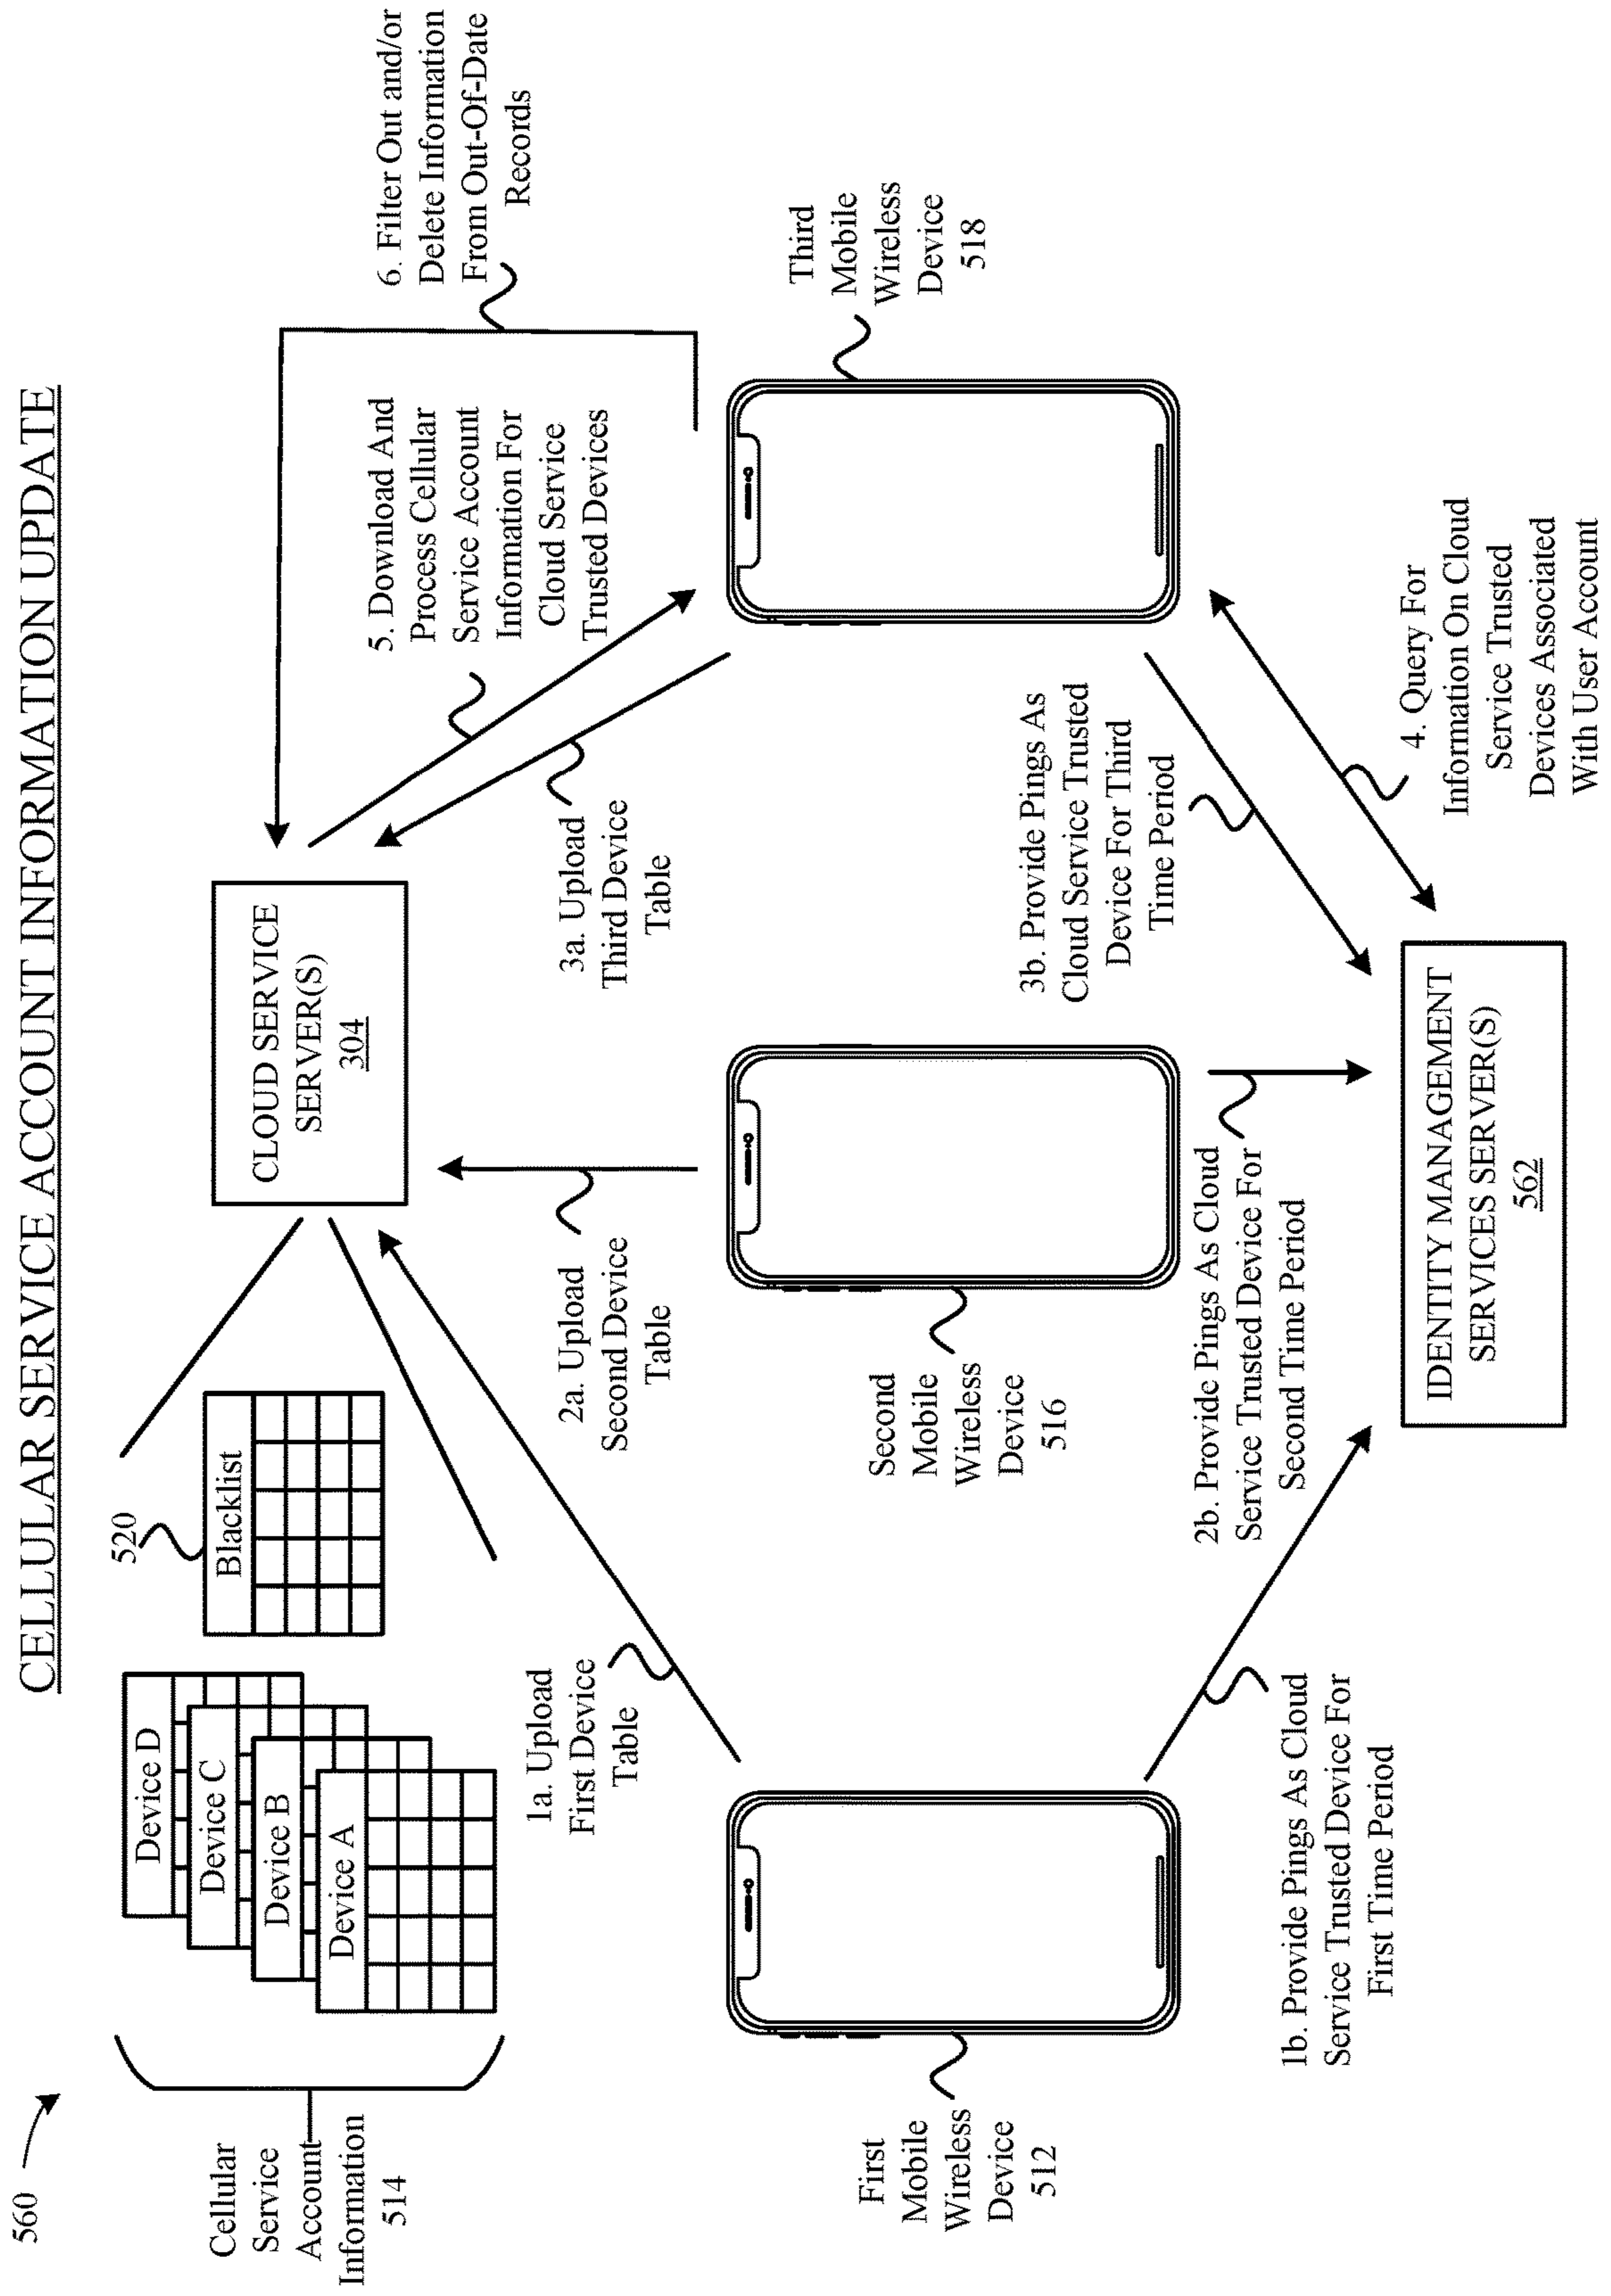 CELLULAR SERVICE ACCOUNT INFORMATION UPDATE
560
Cellular
Service
Account
Information
514
Device D
Device C
Device B
Device A
520
Blacklist
CLOUD SERVICE
SERVER(S)
304
6. Filter Out and/or
Delete Information
From Out-Of-Date
Records
5. Download And
Process Cellular
Service Account
Information For
Cloud Service
Trusted Devices
1a. Upload
First Device
Table
2a. Upload
Second Device
Table
3a. Upload
Third Device
Table
First
Mobile
Wireless
Device
512
Second
Mobile
Wireless
Device
516
Third
Mobile
Wireless
Device
518
1b. Provide Pings As Cloud
Service Trusted Device For
First Time Period
2b. Provide Pings As Cloud
Service Trusted Device For
Second Time Period
3b. Provide Pings As
Cloud Service Trusted
Device For Third
Time Period
4. Query For
Information On Cloud
Service Trusted
Devices Associated
With User Account
IDENTITY MANAGEMENT
SERVICES SERVER(S)
562